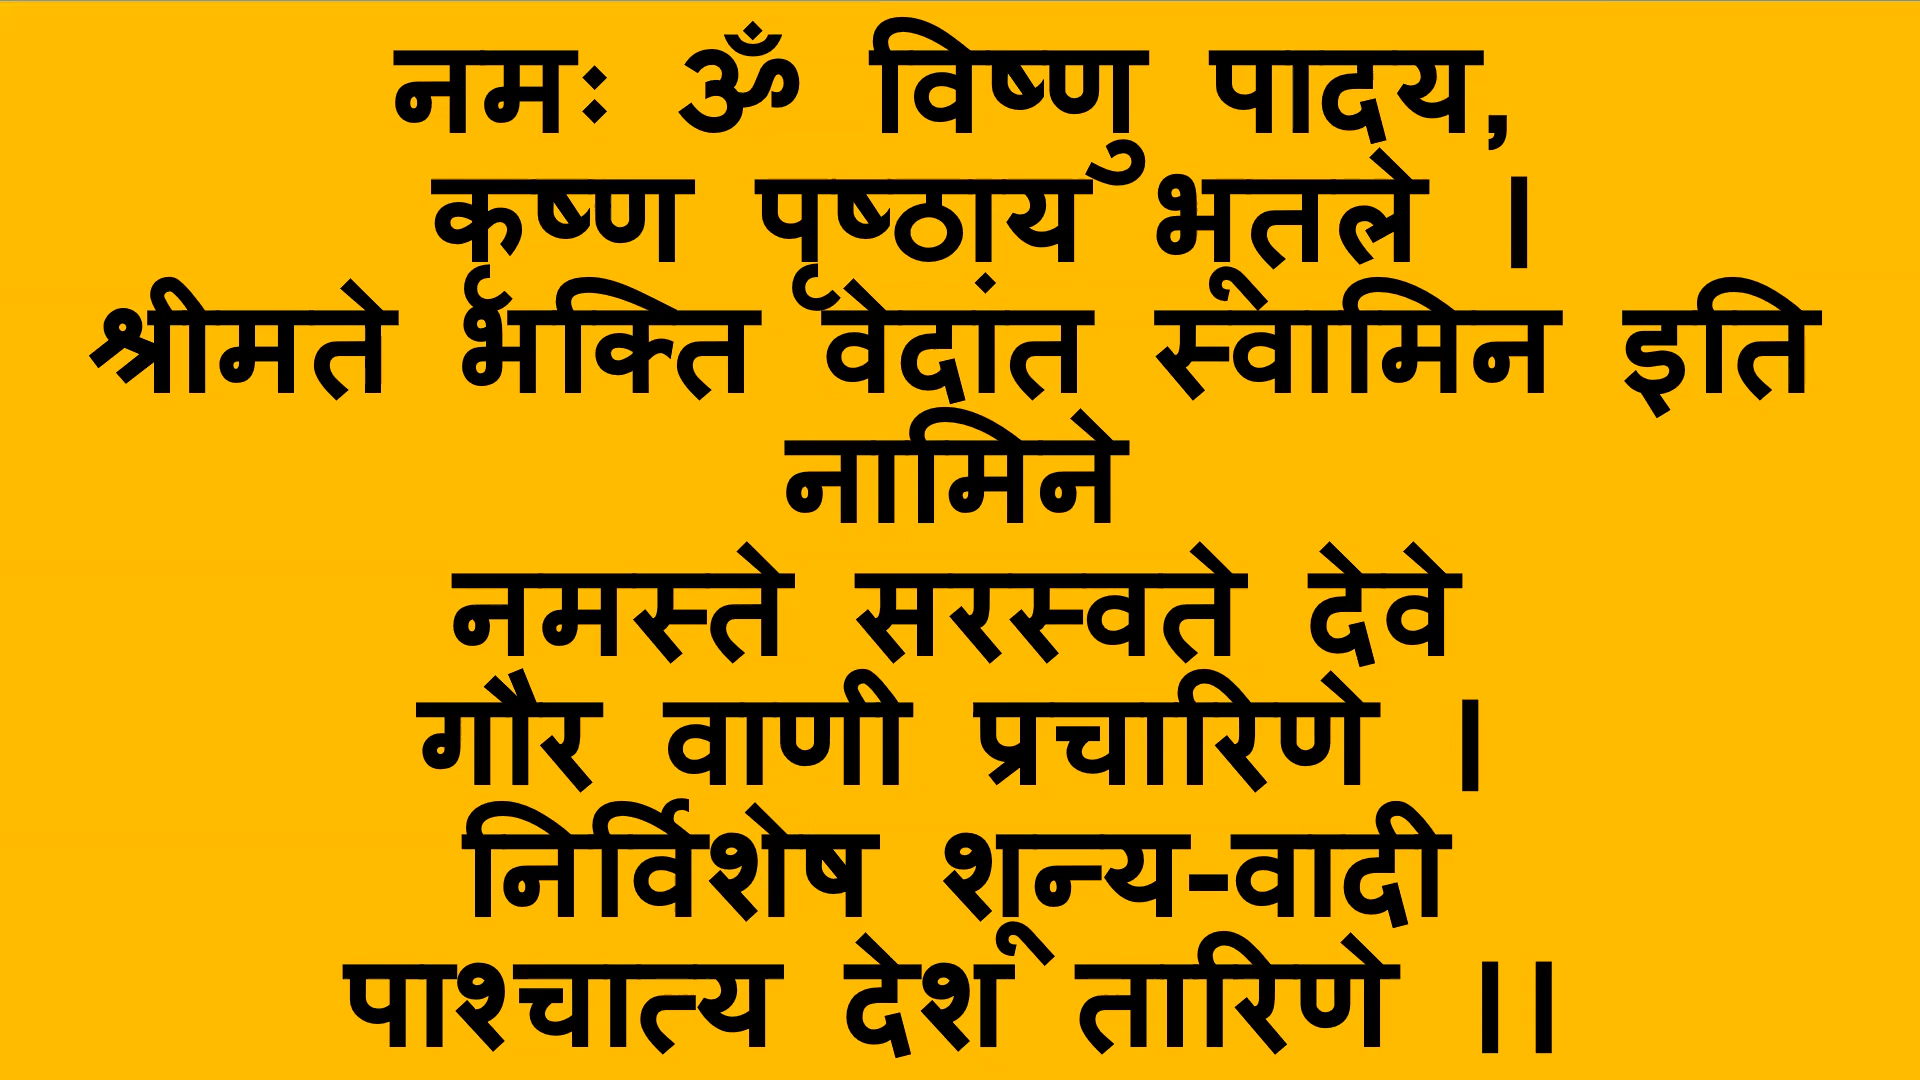 नमः ॐ विष्णु पादय,
कृष्ण पृष्ठाय भूतले ।
श्रीमते भक्ति वेदांत स्वामिन इति
नामिने
नमस्ते सरस्वते देवे
गौर वाणी प्रचारिणे ।
निर्विशेष शून्य-वादी
पाश्चात्य देश तारिणे ।।